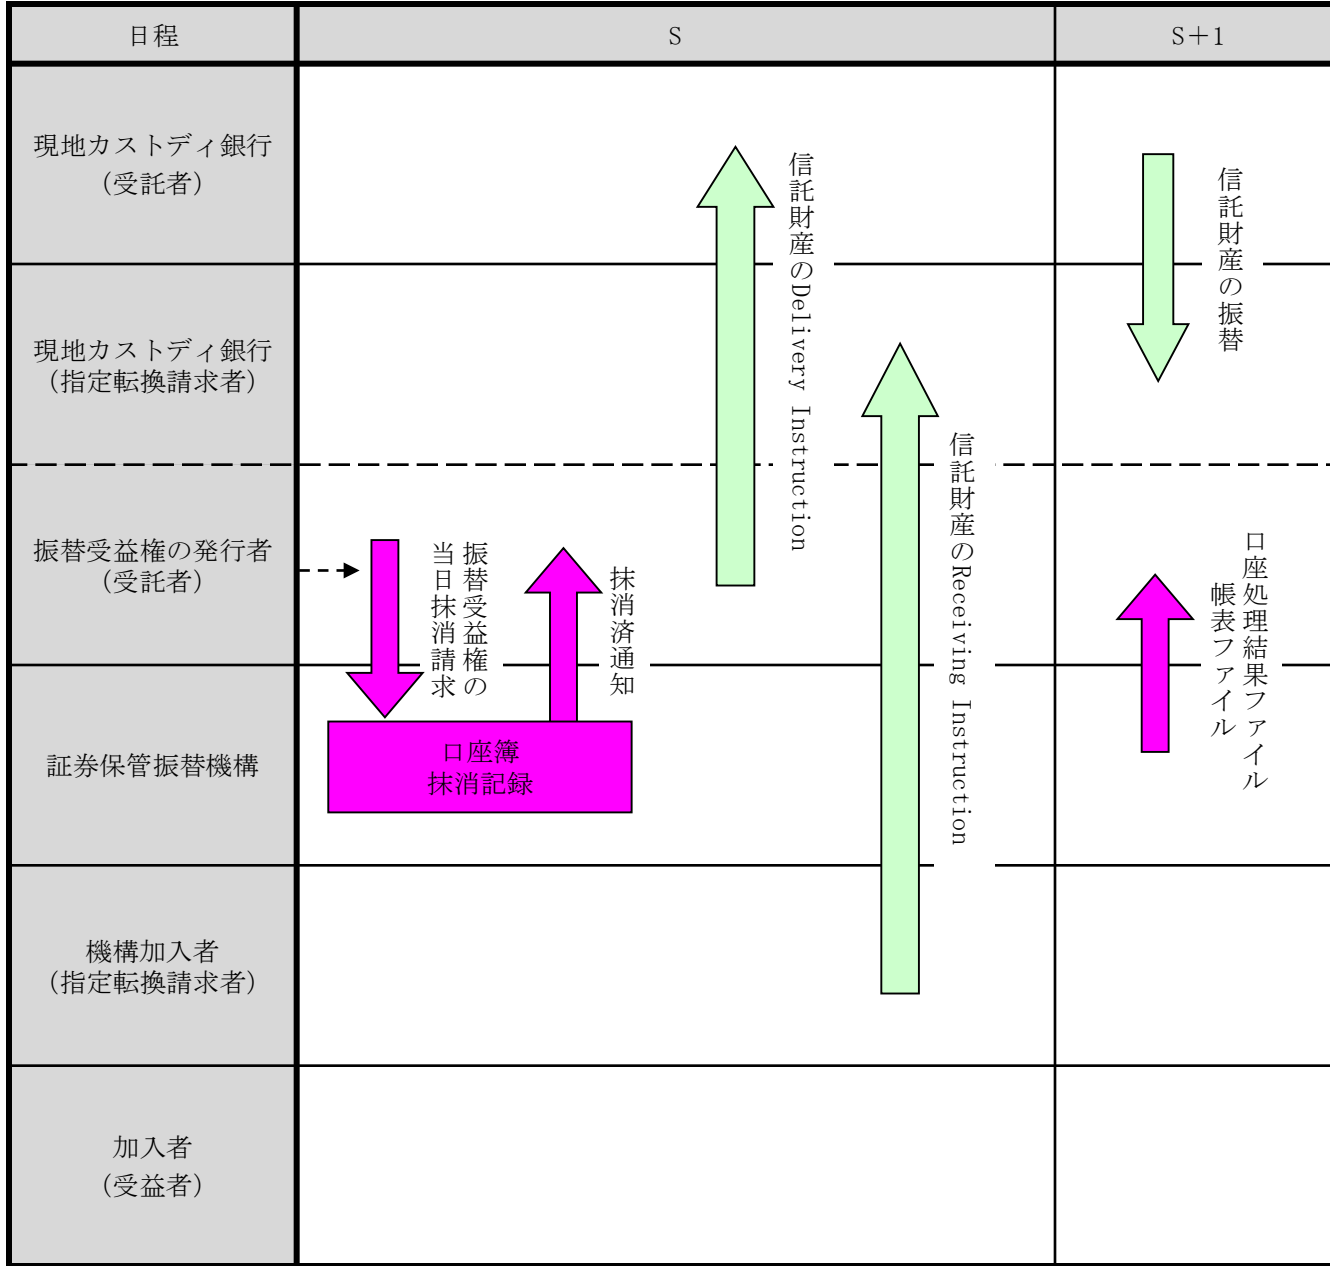 日程
S
S+1
現地カストディ銀行
(受託者)
信託財産のDelivery Instruction
信託財産の振替
現地カストディ銀行
(指定転換請求者)
信託財産のReceiving Instruction
振替受益権の発行者
(受託者)
振替受益権の
当日抹消請求
抹消済通知
口座処理結果ファイル
帳表ファイル
証券保管振替機構
口座簿
抹消記録
機構加入者
(指定転換請求者)
加入者
(受益者)